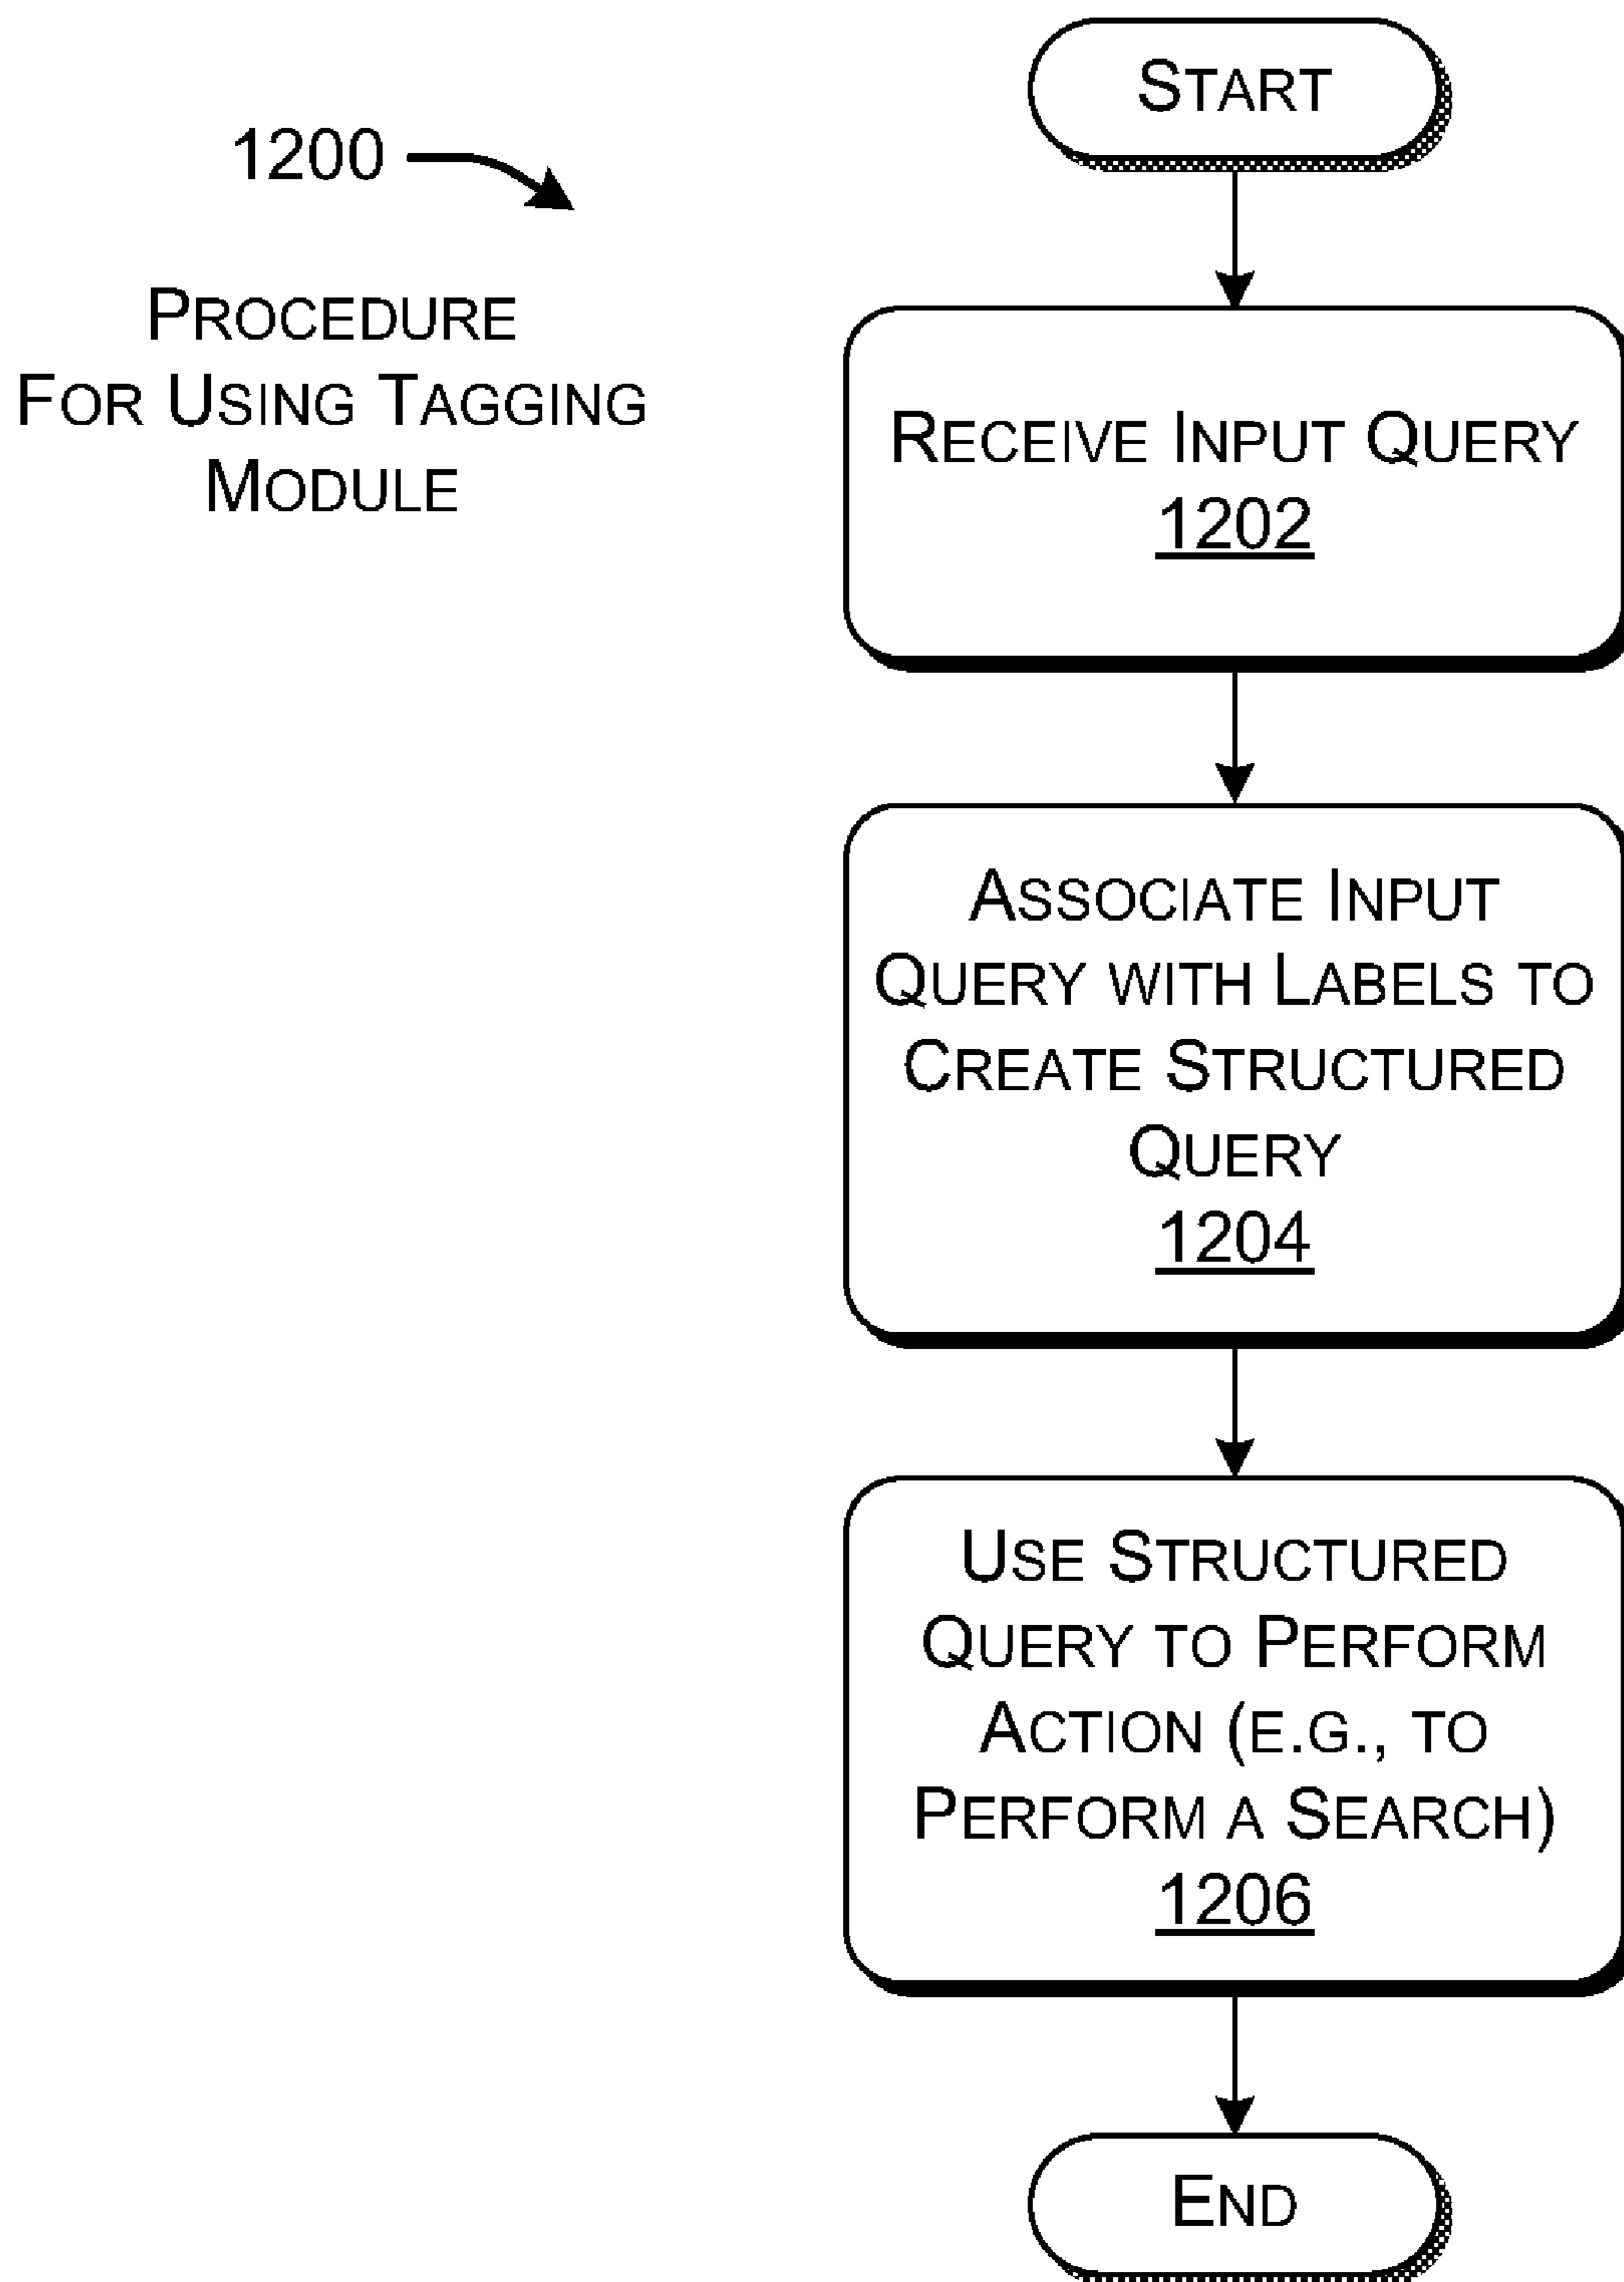 1200
PROCEDURE
FOR USING TAGGING
MODULE
START
RECEIVE INPUT QUERY
1202
ASSOCIATE INPUT
QUERY WITH LABELS TO
CREATE STRUCTURED
QUERY
1204
USE STRUCTURED
QUERY TO PERFORM
ACTION (E.G., TO
PERFORM A SEARCH)
1206
END